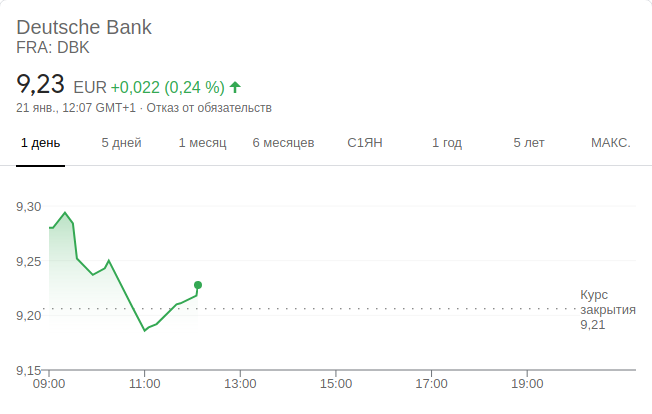 Deutsche Bank
FRA: DBK
9,23 EUR +0,022 (0,24 %)
21 янв., 12:07 GMT+1 · Отказ от обязательств
1 день 5 дней 1 месяц 6 месяцев С1ЯН 1 год 5 лет МАКС.
9,30
9,25
9,20
9,15
Курс
закрытия
9,21
09:00 11:00 13:00 15:00 17:00 19:00